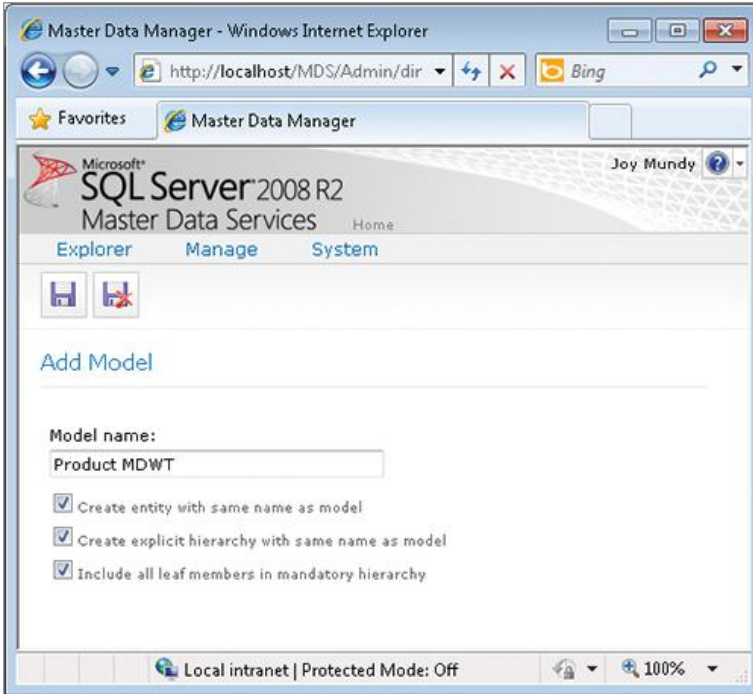 Master Data Manager - Windows Internet Explorer
http://localhost/MDS/Admin/dir
Bing
Favorites
Master Data Manager
Microsoft®
SQL Server® 2008 R2
Master Data Services
Home
Joy Mundy
Explorer Manage System
Add Model
Model name:
Product MDWT
Create entity with same name as model
Create explicit hierarchy with same name as model
Include all leaf members in mandatory hierarchy
Local intranet | Protected Mode: Off
100%